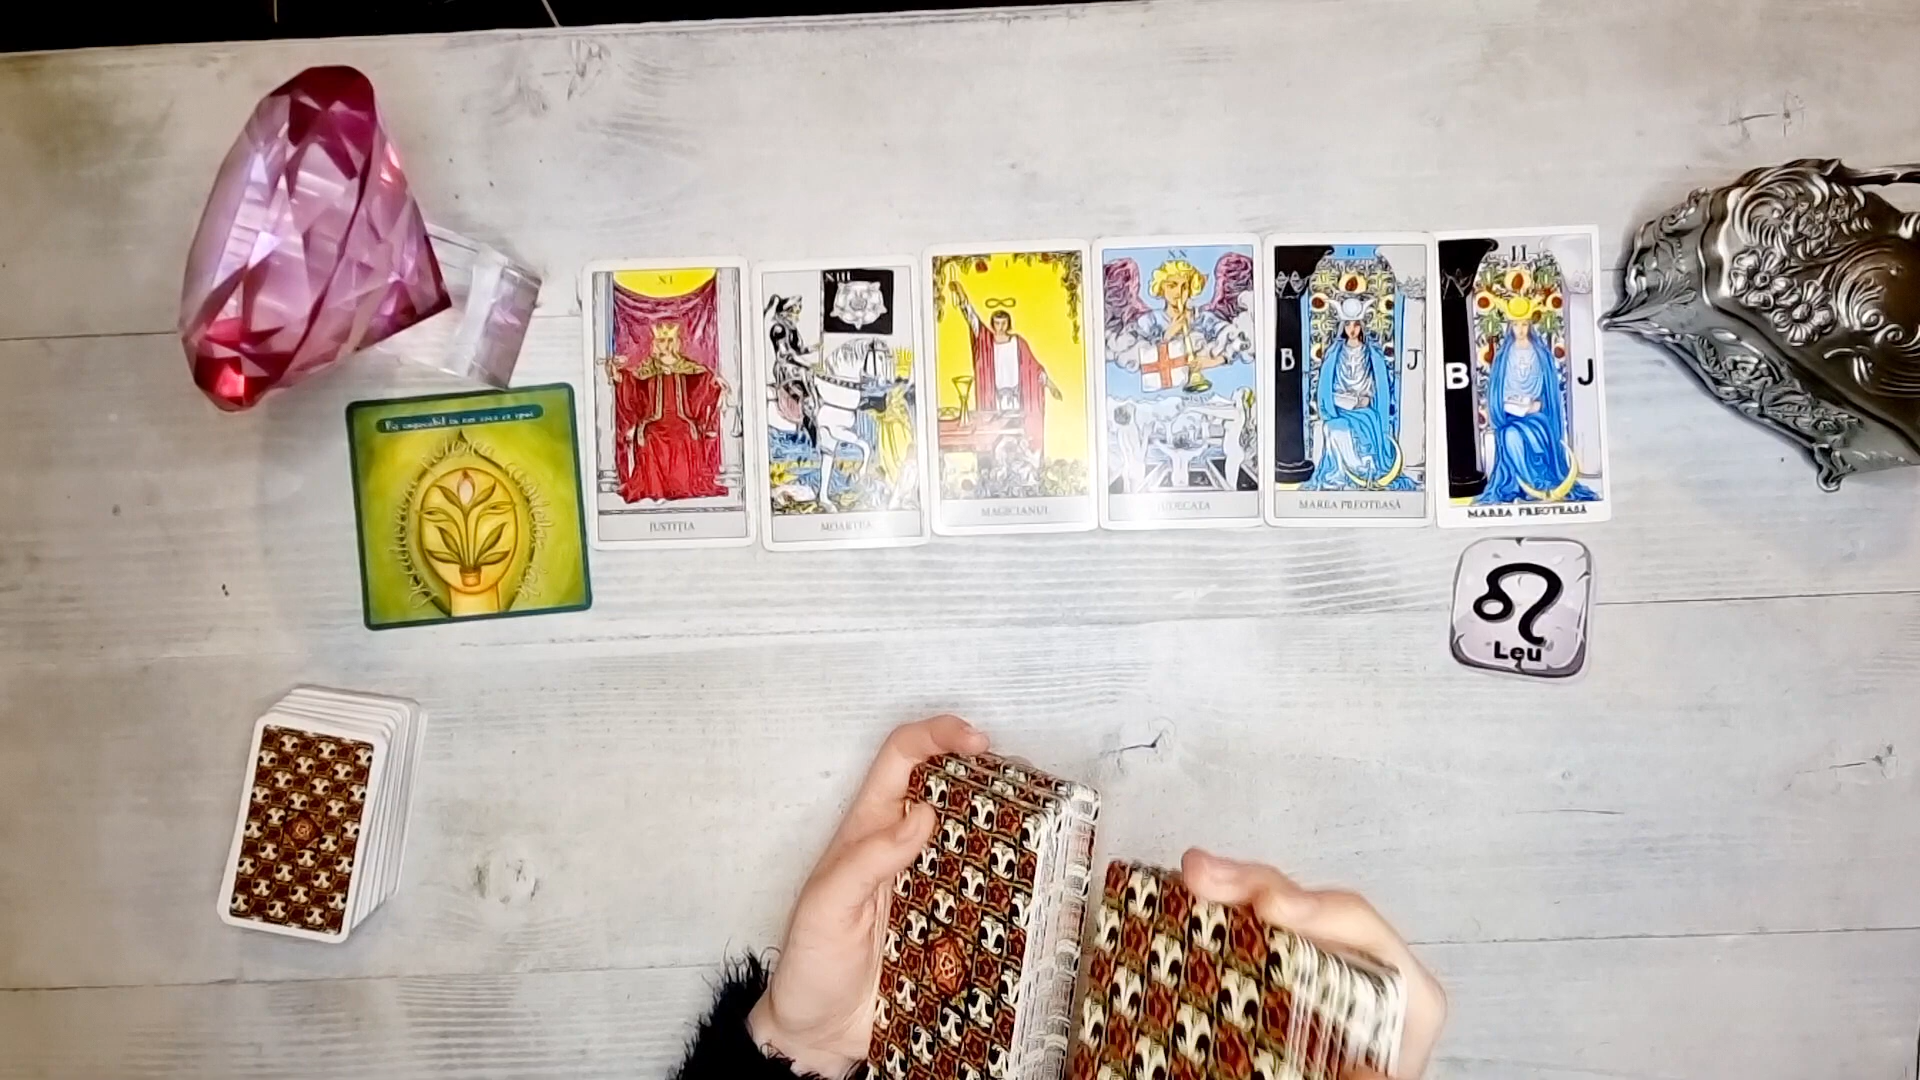 XI
JUSTIȚIA
XIII
MOARTEA
I
MAGICIANUL
XX
JUDECATA
II
B
J
MAREA PREOTEASĂ
II
B
J
MAREA PREOTEASĂ
Leu